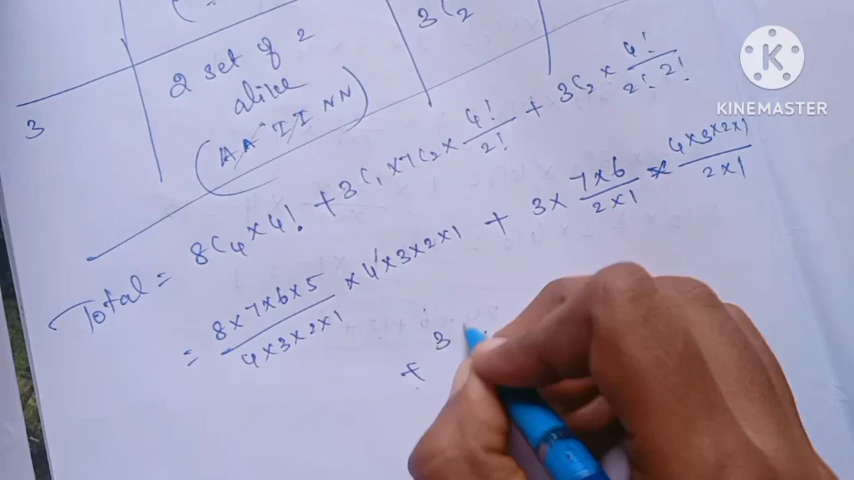 3C₂
2 set of 2
alike
3
(AA II NN)
Total = 8C₄ × 4! + 3C₁ × 7C₂ × 4!/2! + 3C₂ × 4!/2! 2!
= 8×7×6×5/4×3×2×1 × 4×3×2×1 + 3 × 7×6/2×1 × 4×3×2×1/2×1
+ 3
KINEMASTER